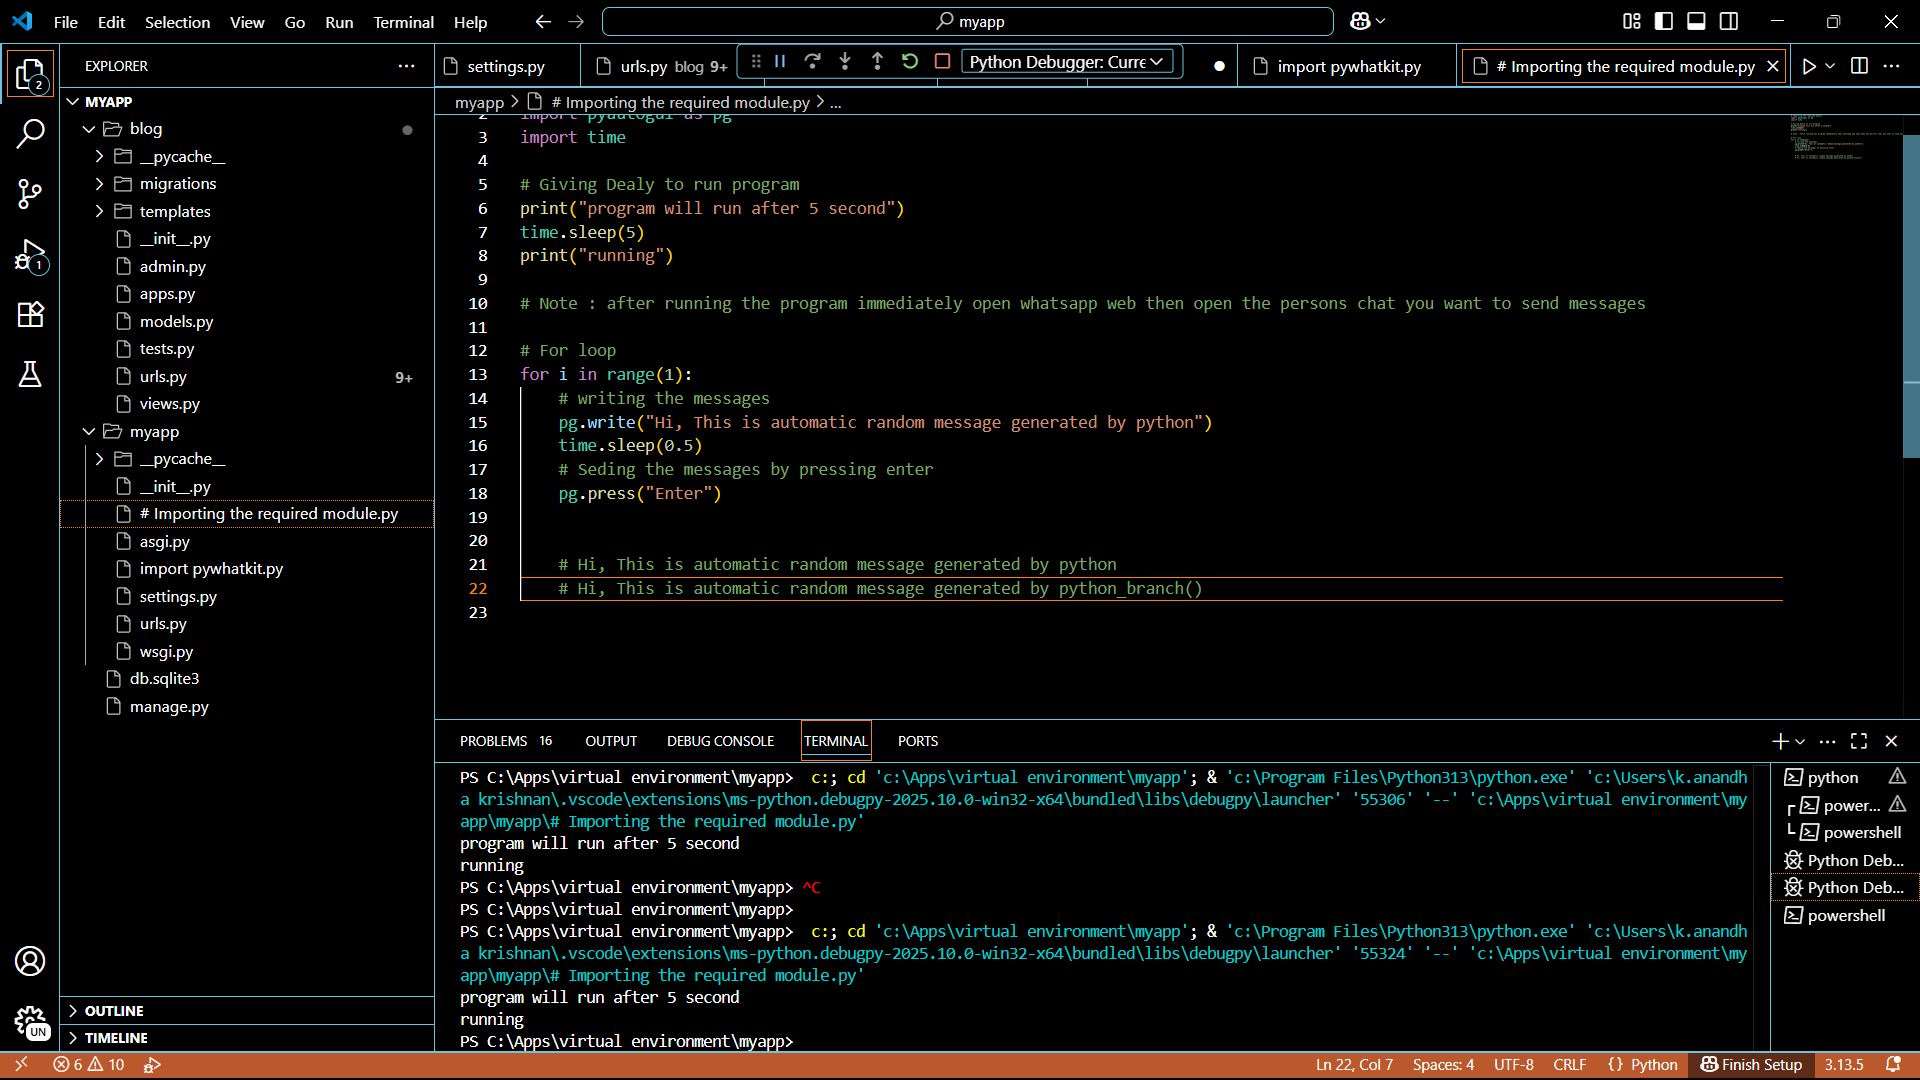 File Edit Selection View Go Run Terminal Help
myapp
2
EXPLORER
settings.py
urls.py blog 9+
Python Debugger: Curre
import pywhatkit.py
# Importing the required module.py
MYAPP
blog
__pycache__
migrations
templates
__init__.py
admin.py
apps.py
models.py
tests.py
urls.py 9+
views.py
myapp
__pycache__
__init__.py
# Importing the required module.py
asgi.py
import pywhatkit.py
settings.py
urls.py
wsgi.py
db.sqlite3
manage.py
OUTLINE
TIMELINE
1
UN
myapp > # Importing the required module.py > ...
2 import pyautogui as pg
3 import time
4
5 # Giving Dealy to run program
6 print("program will run after 5 second")
7 time.sleep(5)
8 print("running")
9
10 # Note : after running the program immediately open whatsapp web then open the persons chat you want to send messages
11
12 # For loop
13 for i in range(1):
14 # writing the messages
15 pg.write("Hi, This is automatic random message generated by python")
16 time.sleep(0.5)
17 # Seding the messages by pressing enter
18 pg.press("Enter")
19
20
21 # Hi, This is automatic random message generated by python
22 # Hi, This is automatic random message generated by python_branch()
23
PROBLEMS 16 OUTPUT DEBUG CONSOLE TERMINAL PORTS
PS C:\Apps\virtual environment\myapp> c:; cd 'c:\Apps\virtual environment\myapp'; & 'c:\Program Files\Python313\python.exe' 'c:\Users\k.anandh
a krishnan\.vscode\extensions\ms-python.debugpy-2025.10.0-win32-x64\bundled\libs\debugpy\launcher' '55306' '--' 'c:\Apps\virtual environment\my
app\myapp\# Importing the required module.py'
program will run after 5 second
running
PS C:\Apps\virtual environment\myapp> ^C
PS C:\Apps\virtual environment\myapp>
PS C:\Apps\virtual environment\myapp> c:; cd 'c:\Apps\virtual environment\myapp'; & 'c:\Program Files\Python313\python.exe' 'c:\Users\k.anandh
a krishnan\.vscode\extensions\ms-python.debugpy-2025.10.0-win32-x64\bundled\libs\debugpy\launcher' '55324' '--' 'c:\Apps\virtual environment\my
app\myapp\# Importing the required module.py'
program will run after 5 second
running
PS C:\Apps\virtual environment\myapp>
python
power...
powershell
Python Deb...
Python Deb...
powershell
6 10
Ln 22, Col 7 Spaces: 4 UTF-8 CRLF {} Python Finish Setup 3.13.5